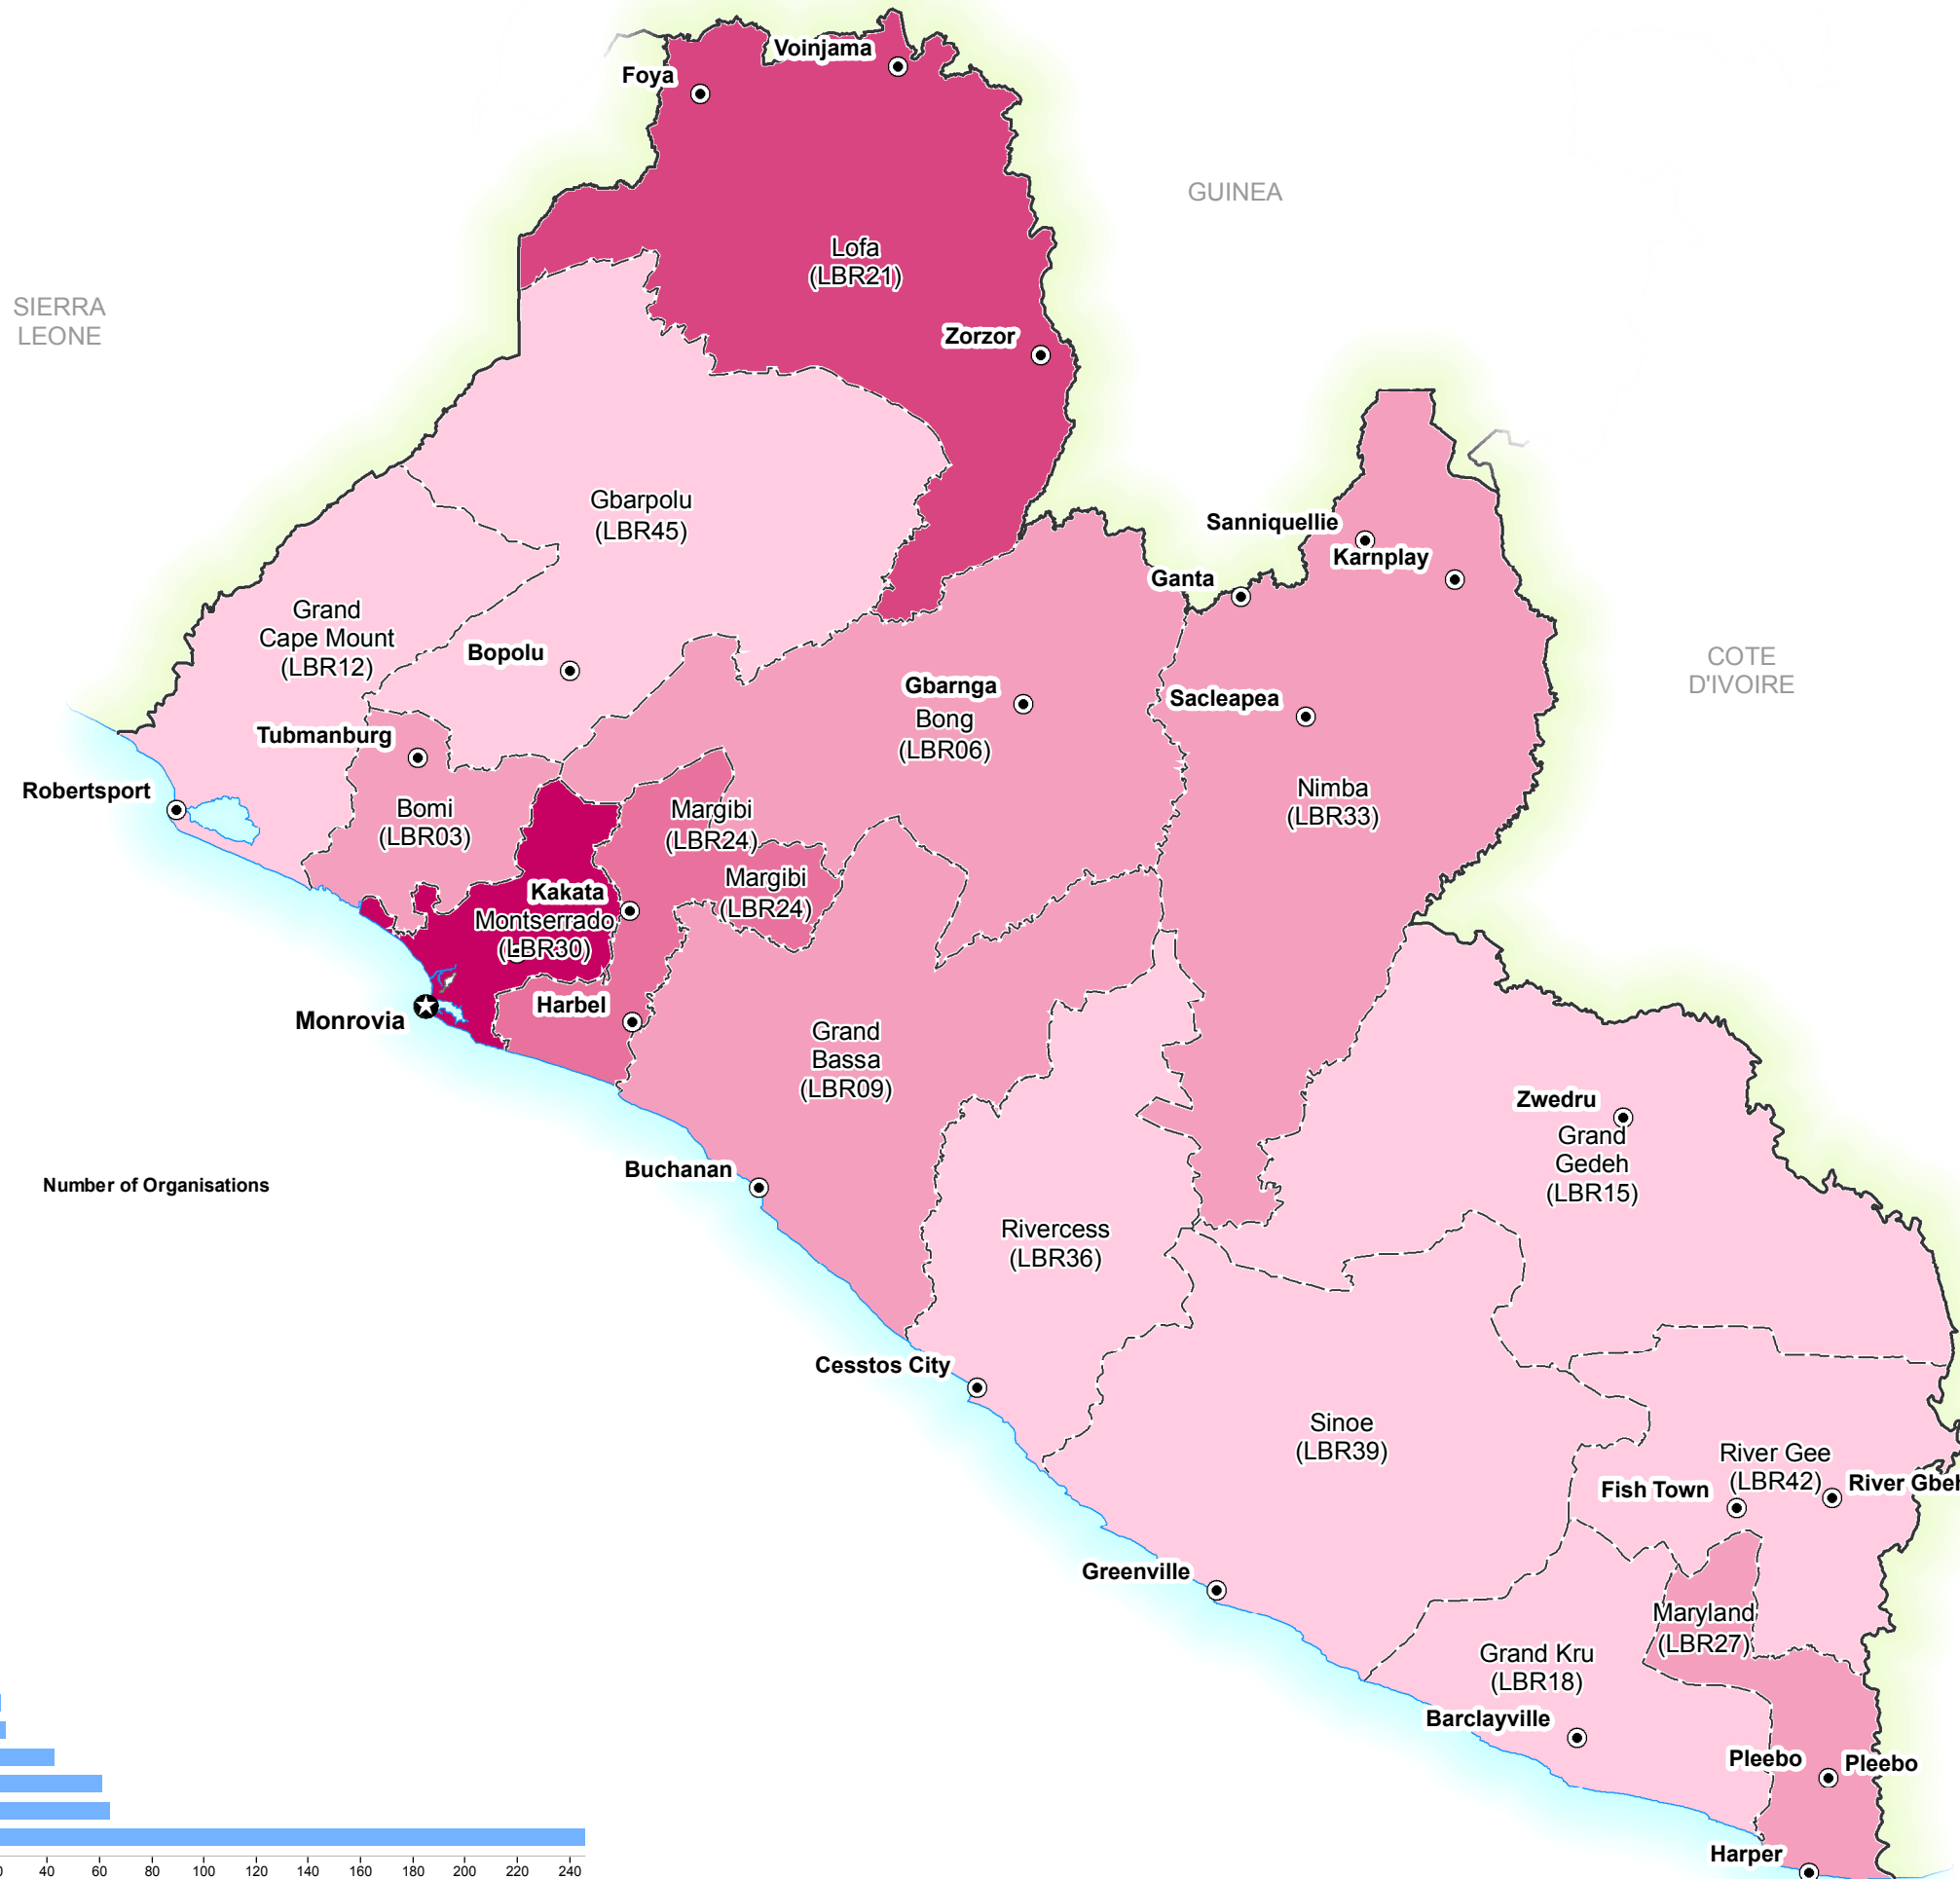 Voinjama
Foya
GUINEA
Lofa
(LBR21)
SIERRA
LEONE
Zorzor
Gbarpolu
(LBR45)
Sanniquellie
Karnplay
Ganta
Grand
Cape Mount
(LBR12)
Bopolu
COTE
D'IVOIRE
Gbarnga
Bong
(LBR06)
Sacleapea
Tubmanburg
Robertsport
Bomi
(LBR03)
Margibi
(LBR24)
Nimba
(LBR33)
Margibi
(LBR24)
Kakata
Montserrado
(LBR30)
Harbel
Monrovia
Grand
Bassa
(LBR09)
Zwedru
Grand
Gedeh
(LBR15)
Buchanan
Number of Organisations
Rivercess
(LBR36)
Cesstos City
Sinoe
(LBR39)
River Gee
(LBR42)
Fish Town
Greenville
Maryland
(LBR27)
Grand Kru
(LBR18)
Barclayville
Pleebo
Pleebo
Harper
40 60 80 100 120 140 160 180 200 220 240